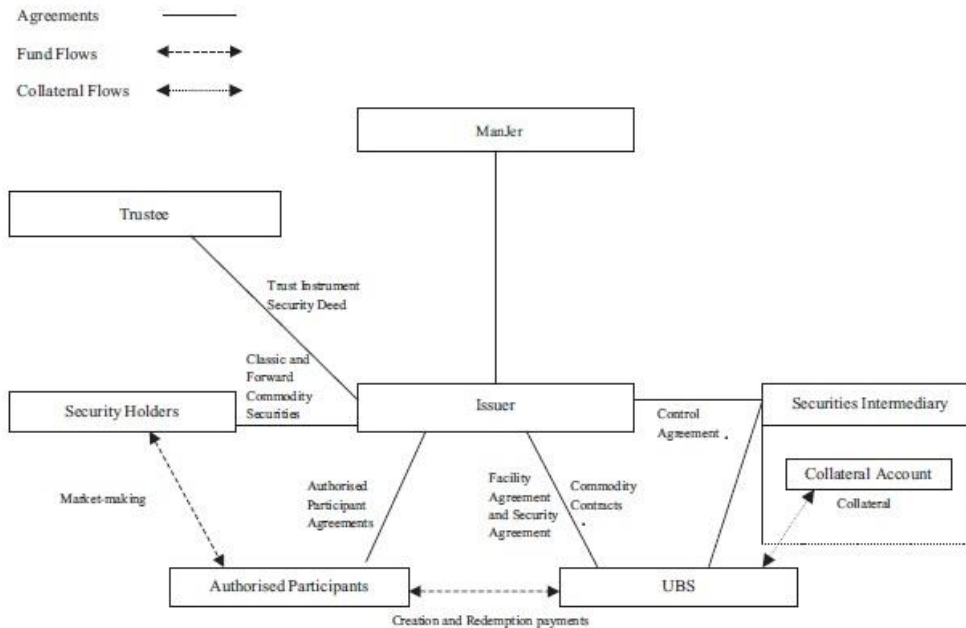 Agreements
Fund Flows
Collateral Flows
ManJer
Trustee
Trust Instrument
Security Deed
Classic and
Forward
Commodity
Securities
Security Holders
Issuer
Control
Agreement
Securities Intermediary
Collateral Account
Collateral
Market-making
Authorised
Participant
Agreements
Facility
Agreement
and Security
Agreement
Commodity
Contracts
Authorised Participants
UBS
Creation and Redemption payments